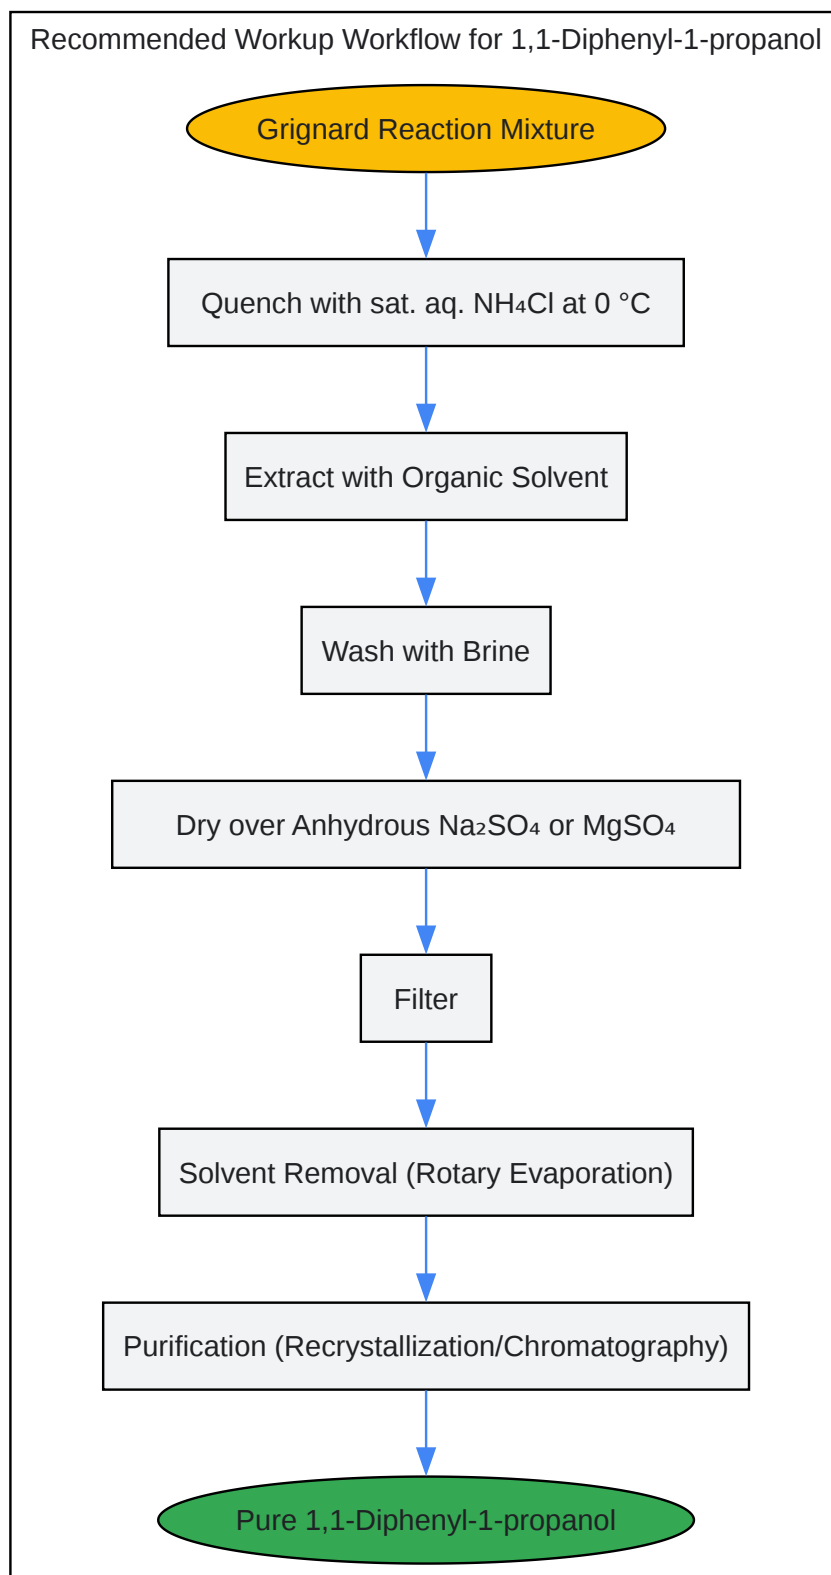 Recommended Workup Workflow for 1,1-Diphenyl-1-propanol
Grignard Reaction Mixture
Quench with sat. aq. NH₄Cl at 0 °C
Extract with Organic Solvent
Wash with Brine
Dry over Anhydrous Na₂SO₄ or MgSO₄
Filter
Solvent Removal (Rotary Evaporation)
Purification (Recrystallization/Chromatography)
Pure 1,1-Diphenyl-1-propanol